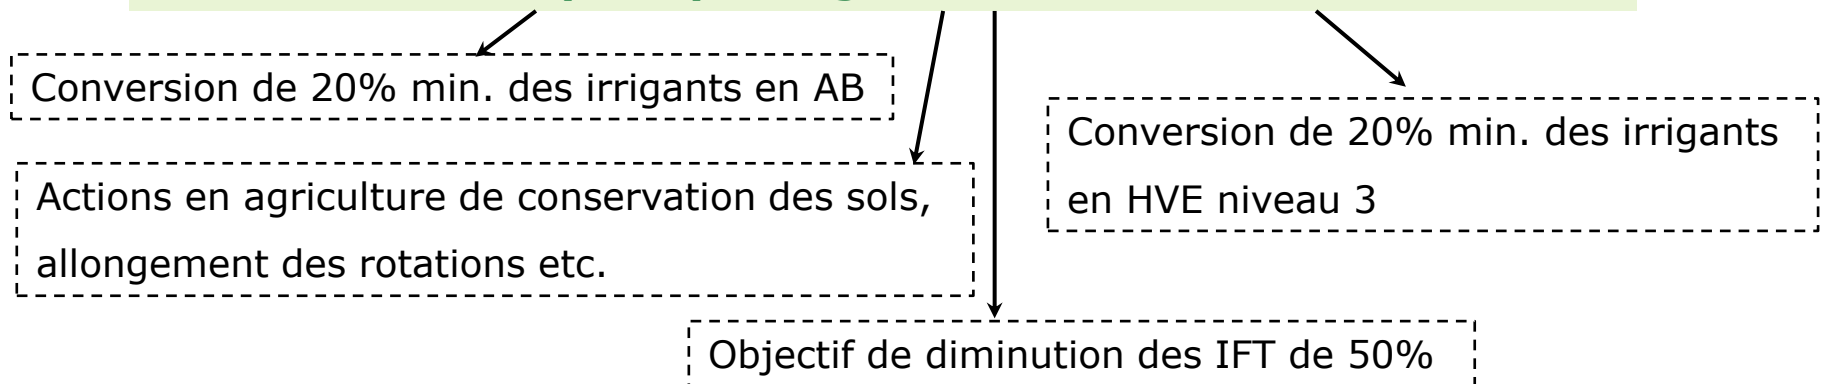 Conversion de 20% min. des irrigants en AB
Actions en agriculture de conservation des sols,
allongement des rotations etc.
Conversion de 20% min. des irrigants
en HVE niveau 3
Objectif de diminution des IFT de 50%